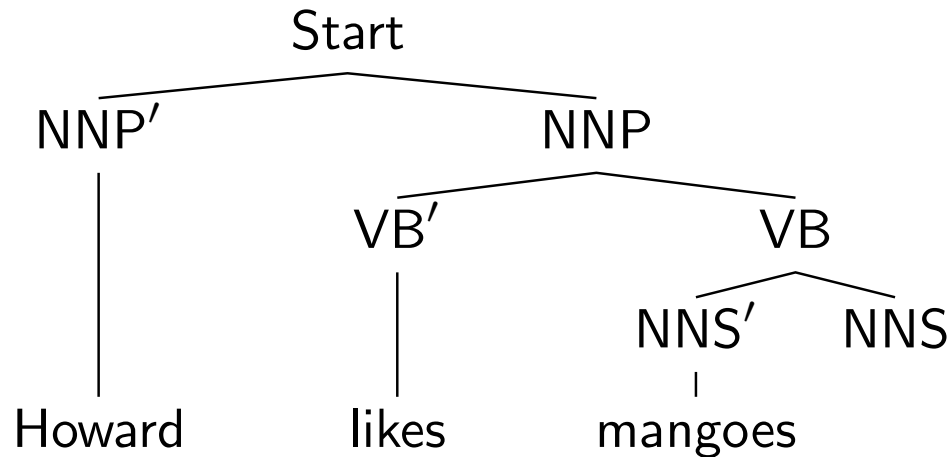 Start
NNP′ NNP
VB′ VB
NNS′ NNS
Howard likes mangoes